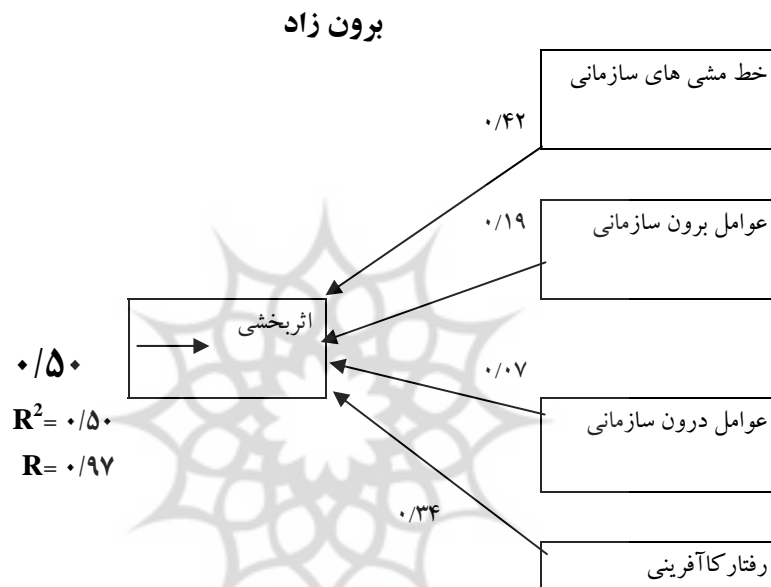 برون زاد
خط مشی های سازمانی
۰/۴۲
عوامل برون سازمانی
۰/۱۹
اثربخشی
۰/۵۰
R²= ۰/۵۰
R= ۰/۹۷
۰/۰۷
عوامل درون سازمانی
۰/۳۴
رفتار کاآفرینی